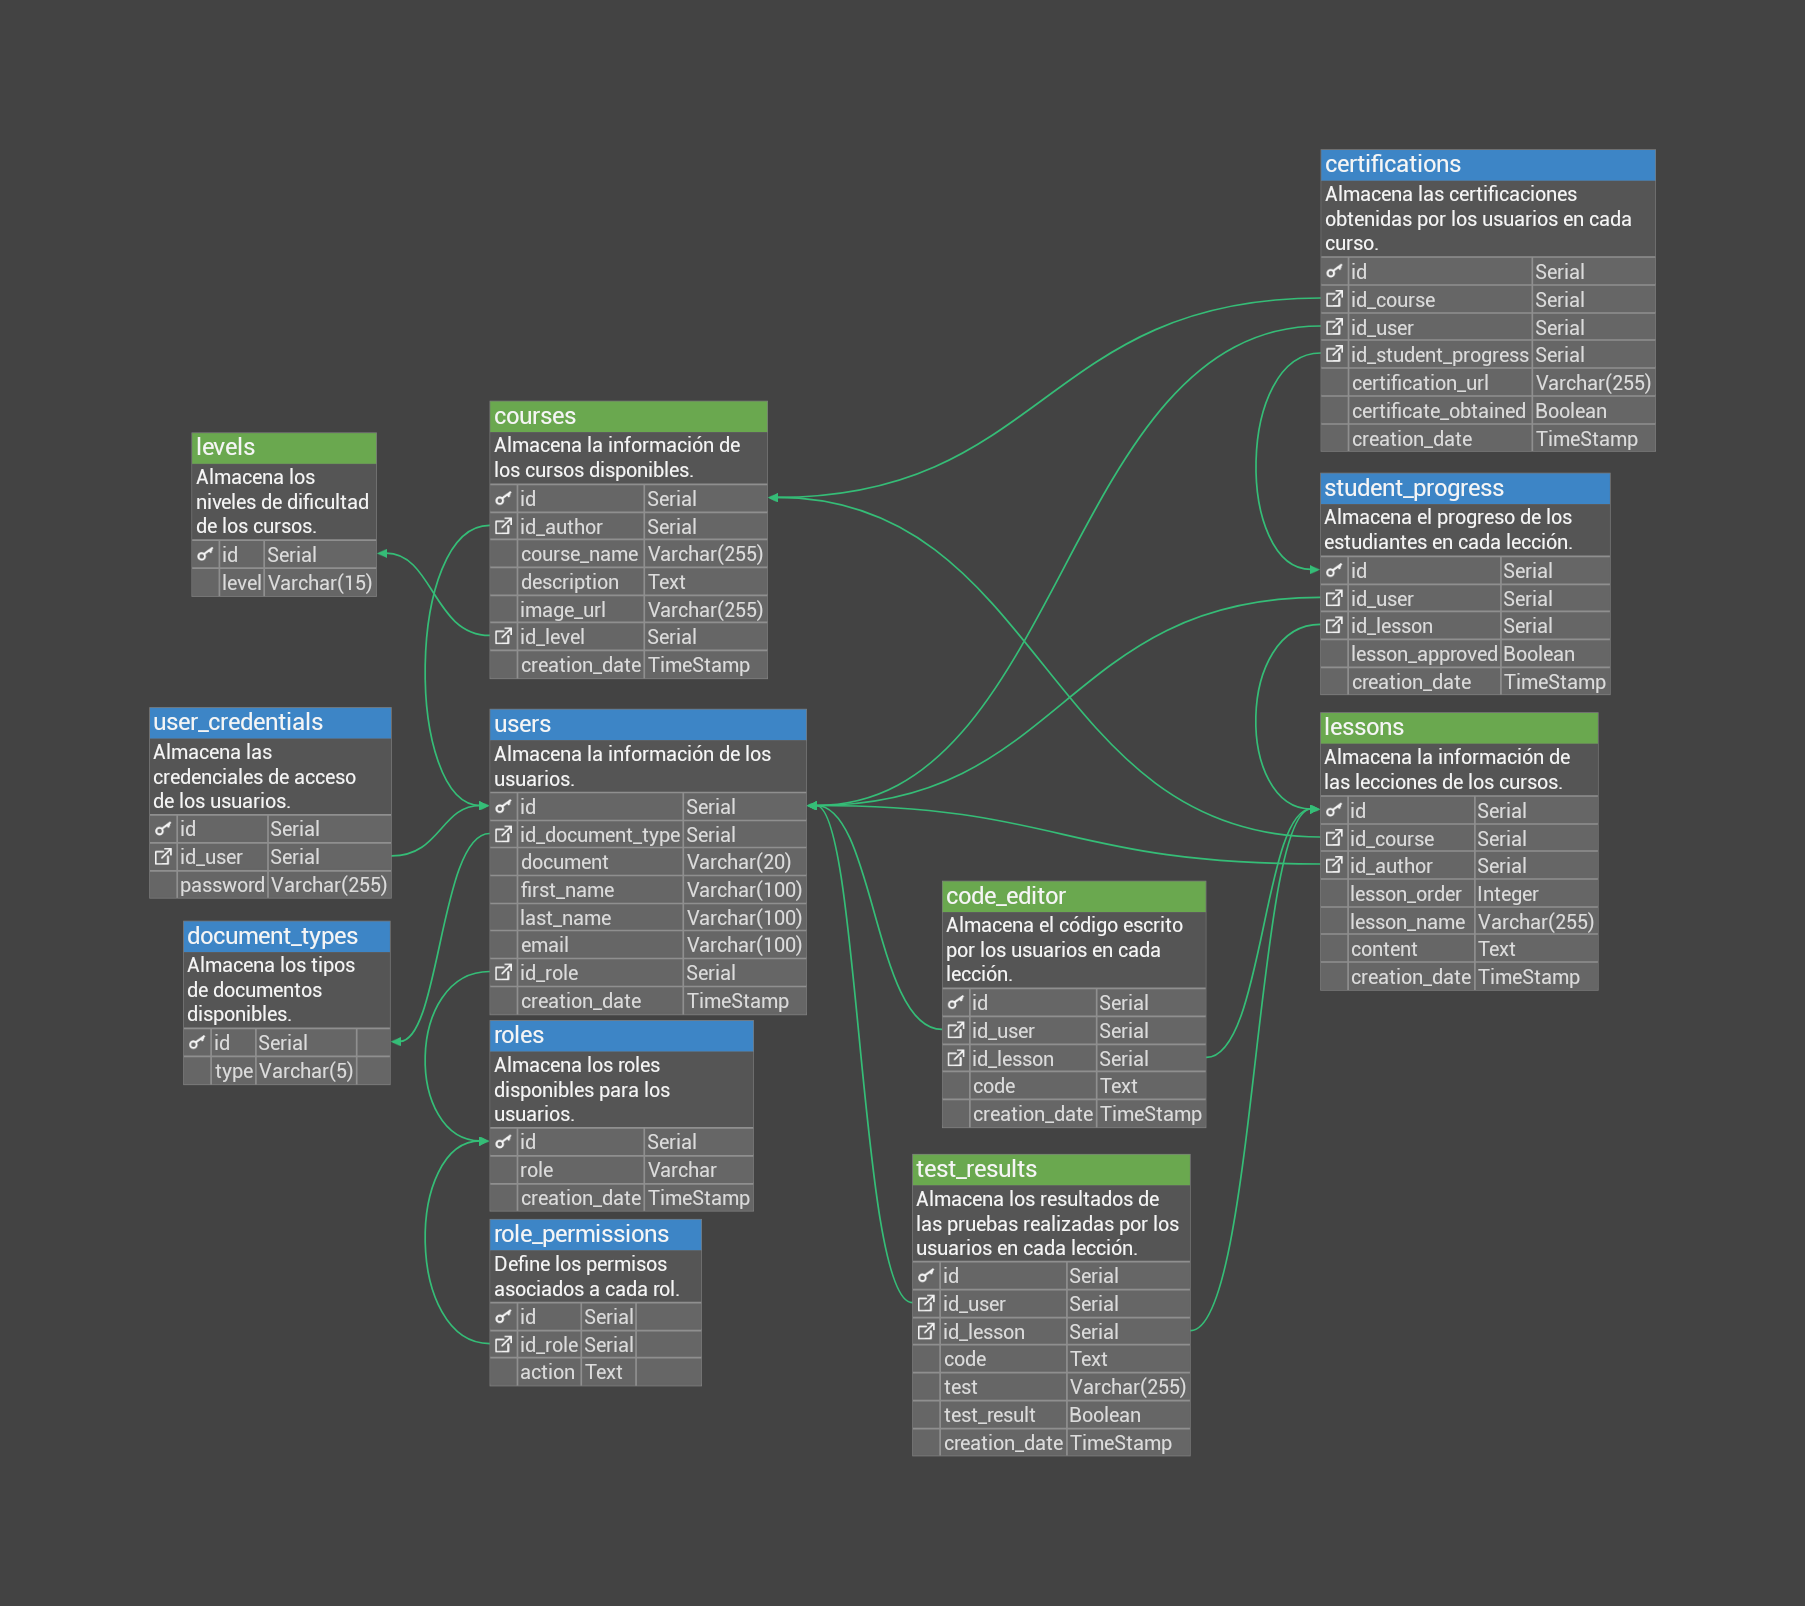 levels
Almacena los
niveles de dificultad
de los cursos.
id Serial
level Varchar(15)
user_credentials
Almacena las
credenciales de acceso
de los usuarios.
id Serial
id_user Serial
password Varchar(255)
document_types
Almacena los tipos
de documentos
disponibles.
id Serial
type Varchar(5)
courses
Almacena la información de
los cursos disponibles.
id Serial
id_author Serial
course_name Varchar(255)
description Text
image_url Varchar(255)
id_level Serial
creation_date TimeStamp
users
Almacena la información de los
usuarios.
id Serial
id_document_type Serial
document Varchar(20)
first_name Varchar(100)
last_name Varchar(100)
email Varchar(100)
id_role Serial
creation_date TimeStamp
roles
Almacena los roles
disponibles para los
usuarios.
id Serial
role Varchar
creation_date TimeStamp
role_permissions
Define los permisos
asociados a cada rol.
id Serial
id_role Serial
action Text
code_editor
Almacena el código escrito
por los usuarios en cada
lección.
id Serial
id_user Serial
id_lesson Serial
code Text
creation_date TimeStamp
test_results
Almacena los resultados de
las pruebas realizadas por los
usuarios en cada lección.
id Serial
id_user Serial
id_lesson Serial
code Text
test Varchar(255)
test_result Boolean
creation_date TimeStamp
certifications
Almacena las certificaciones
obtenidas por los usuarios en cada
curso.
id Serial
id_course Serial
id_user Serial
id_student_progress Serial
certification_url Varchar(255)
certificate_obtained Boolean
creation_date TimeStamp
student_progress
Almacena el progreso de los
estudiantes en cada lección.
id Serial
id_user Serial
id_lesson Serial
lesson_approved Boolean
creation_date TimeStamp
lessons
Almacena la información de
las lecciones de los cursos.
id Serial
id_course Serial
id_author Serial
lesson_order Integer
lesson_name Varchar(255)
content Text
creation_date TimeStamp